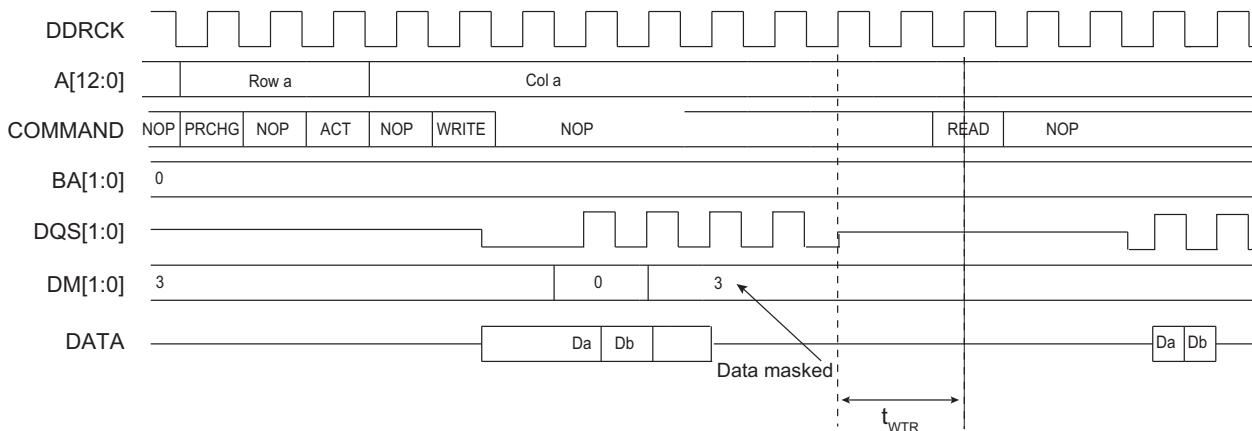 DDRCK
A[12:0] Row a Col a
COMMAND NOP PRCHG NOP ACT NOP WRITE NOP READ NOP
BA[1:0] 0
DQS[1:0]
DM[1:0] 3 0 3
DATA Da Db Da Db
Data masked
tWTR